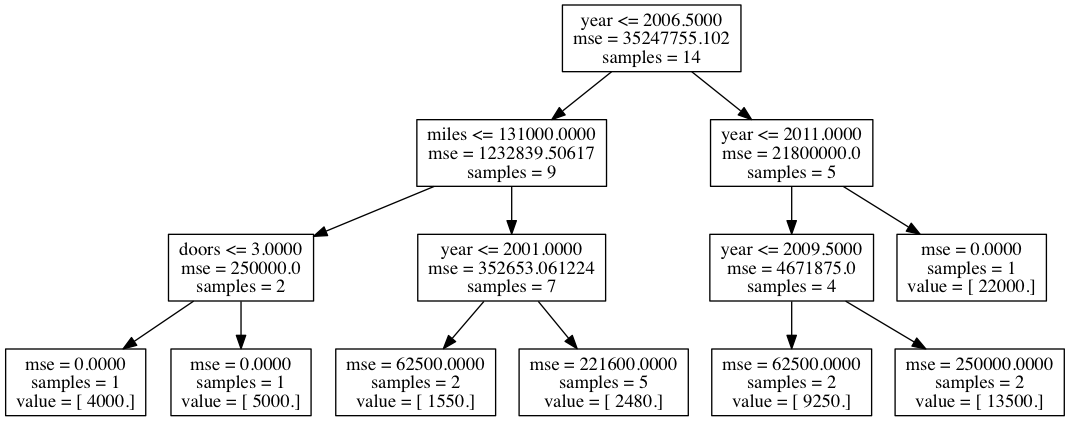 year <= 2006.5000
mse = 35247755.102
samples = 14
miles <= 131000.0000
mse = 1232839.50617
samples = 9
year <= 2011.0000
mse = 21800000.0
samples = 5
doors <= 3.0000
mse = 250000.0
samples = 2
year <= 2001.0000
mse = 352653.061224
samples = 7
year <= 2009.5000
mse = 4671875.0
samples = 4
mse = 0.0000
samples = 1
value = [ 22000.]
mse = 0.0000
samples = 1
value = [ 4000.]
mse = 0.0000
samples = 1
value = [ 5000.]
mse = 62500.0000
samples = 2
value = [ 1550.]
mse = 221600.0000
samples = 5
value = [ 2480.]
mse = 62500.0000
samples = 2
value = [ 9250.]
mse = 250000.0000
samples = 2
value = [ 13500.]